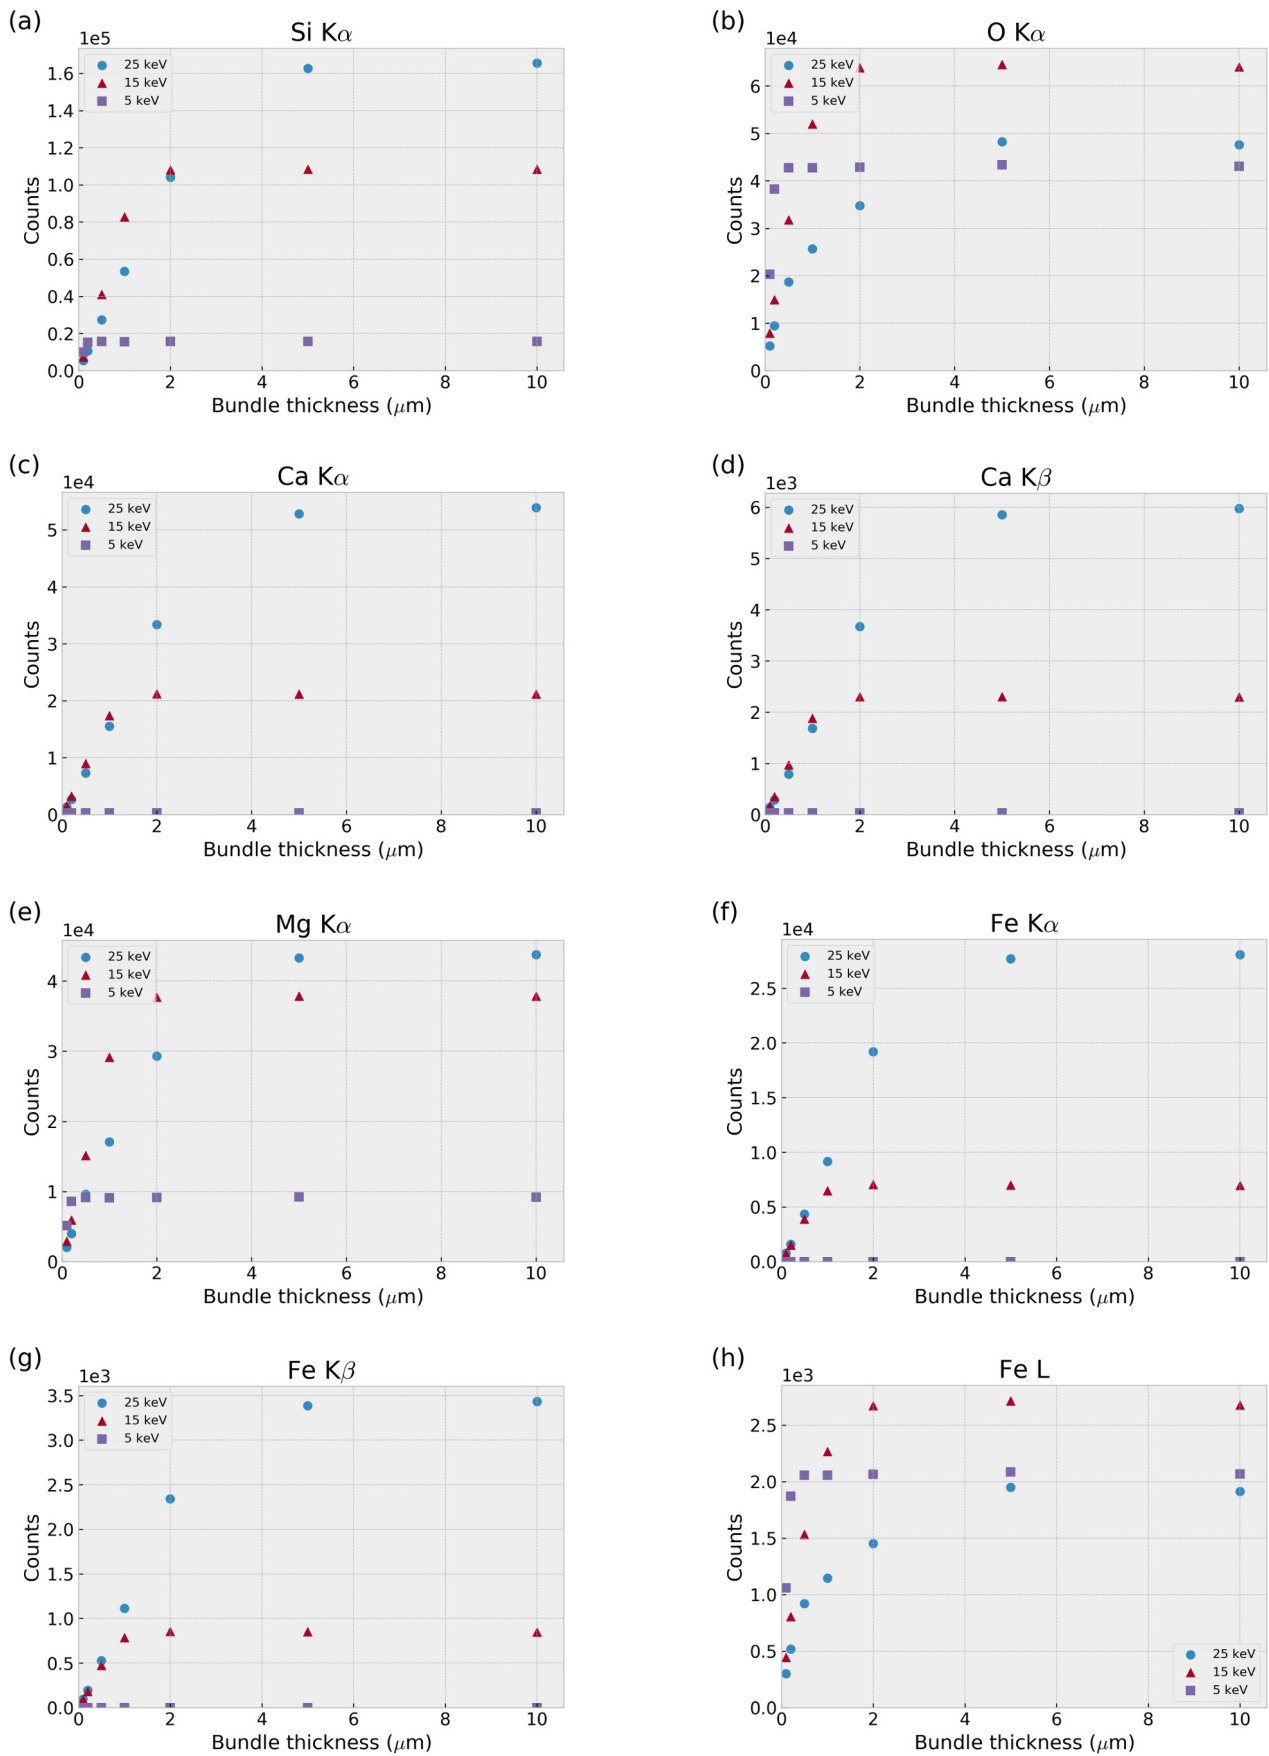 (a)
Si Kα
1e5
25 keV
15 keV
5 keV
1.6
1.4
1.2
1.0
0.8
0.6
0.4
0.2
0.0
Counts
0 2 4 6 8 10
Bundle thickness (μm)
(b)
O Kα
1e4
25 keV
15 keV
5 keV
6
5
4
3
2
1
0
Counts
0 2 4 6 8 10
Bundle thickness (μm)
(c)
Ca Kα
1e4
25 keV
15 keV
5 keV
5
4
3
2
1
0
Counts
0 2 4 6 8 10
Bundle thickness (μm)
(d)
Ca Kβ
1e3
25 keV
15 keV
5 keV
6
5
4
3
2
1
0
Counts
0 2 4 6 8 10
Bundle thickness (μm)
(e)
Mg Kα
1e4
25 keV
15 keV
5 keV
4
3
2
1
0
Counts
0 2 4 6 8 10
Bundle thickness (μm)
(f)
Fe Kα
1e4
25 keV
15 keV
5 keV
2.5
2.0
1.5
1.0
0.5
0.0
Counts
0 2 4 6 8 10
Bundle thickness (μm)
(g)
Fe Kβ
1e3
25 keV
15 keV
5 keV
3.5
3.0
2.5
2.0
1.5
1.0
0.5
0.0
Counts
0 2 4 6 8 10
Bundle thickness (μm)
(h)
Fe L
1e3
2.5
2.0
1.5
1.0
0.5
0.0
Counts
25 keV
15 keV
5 keV
0 2 4 6 8 10
Bundle thickness (μm)